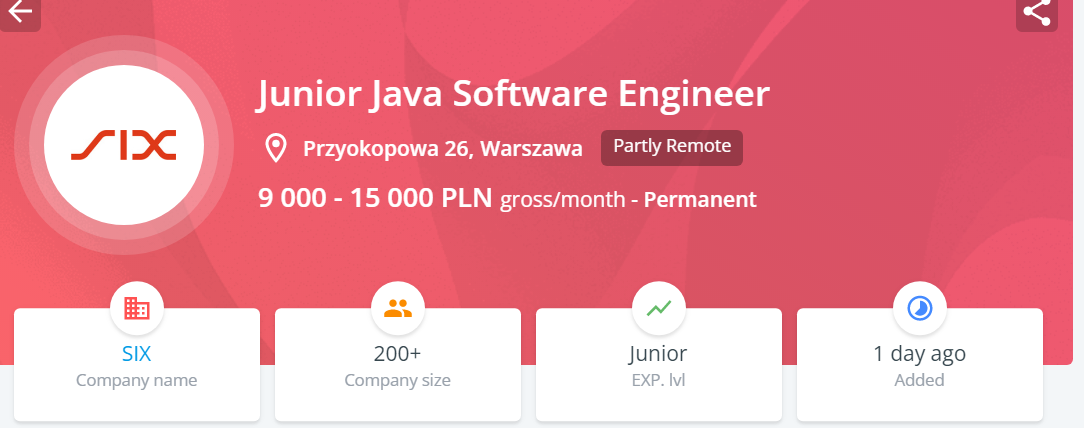 Junior Java Software Engineer
SIX
Przyokopowa 26, Warszawa Partly Remote
9 000 - 15 000 PLN gross/month - Permanent
SIX
Company name
200+
Company size
Junior
EXP. lvl
1 day ago
Added